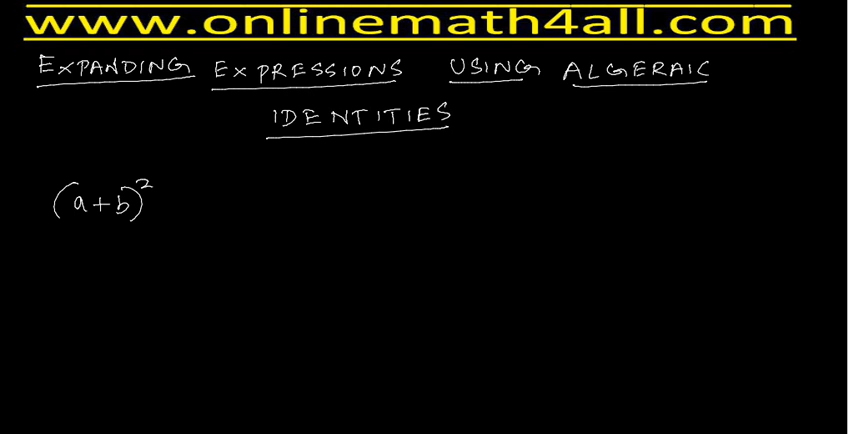 www.onlinemath4all.com
EXPANDING EXPRESSIONS USING ALGERAIC
IDENTITIES
(a+b)²